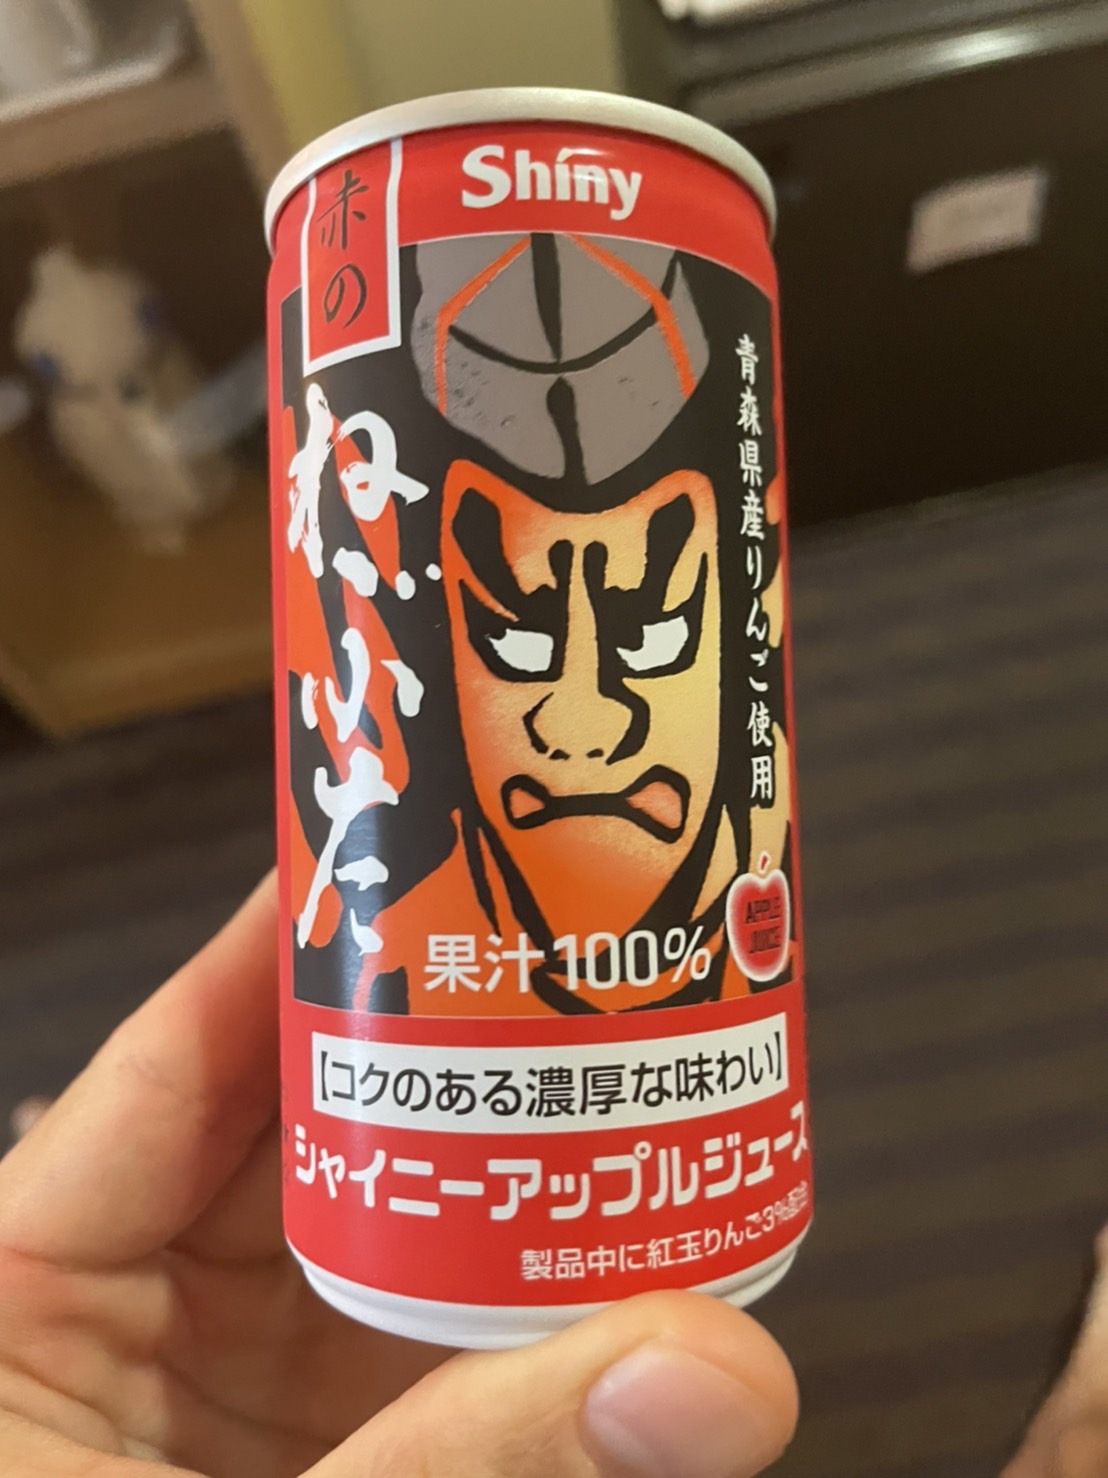 Shiny
赤の
ねぷた
青森県産りんご使用
APPLE
JUICE
果汁100%
【コクのある濃厚な味わい】
シャイニーアップルジュース
製品中に紅玉りんご3%配合